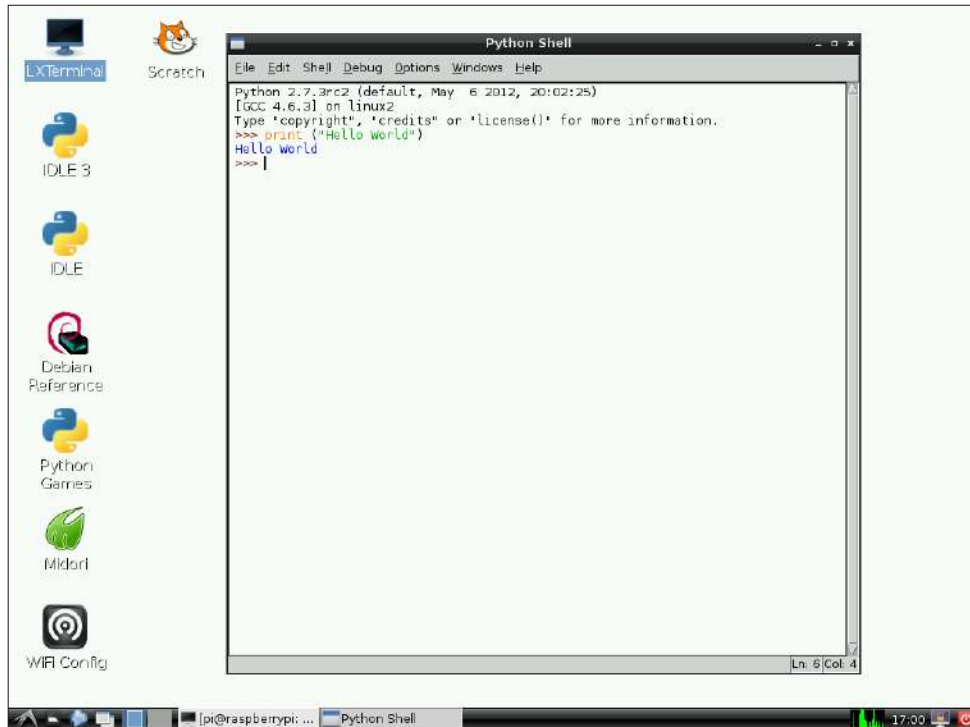 LXTerminal
Scratch
IDLE 3
IDLE
Debian
Reference
Python
Games
Midori
WiFi Config
Python Shell
File Edit Shell Debug Options Windows Help
Python 2.7.3rc2 (default, May  6 2012, 20:02:25)
[GCC 4.6.3] on linux2
Type "copyright", "credits" or "license()" for more information.
>>> print ("Hello World")
Hello World
>>>
Ln: 6 Col: 4
[pi@raspberrypi: ...
Python Shell
17:00